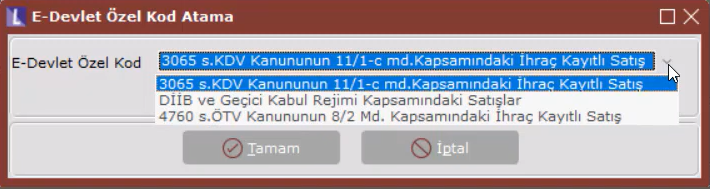 E-Devlet Özel Kod Atama
E-Devlet Özel Kod
3065 s.KDV Kanununun 11/1-c md.Kapsamındaki İhraç Kayıtlı Satış
3065 s.KDV Kanununun 11/1-c md.Kapsamındaki İhraç Kayıtlı Satış
DİİB ve Geçici Kabul Rejimi Kapsamındaki Satışlar
4760 s.ÖTV Kanununun 8/2 Md. Kapsamındaki İhraç Kayıtlı Satış
Tamam
İptal